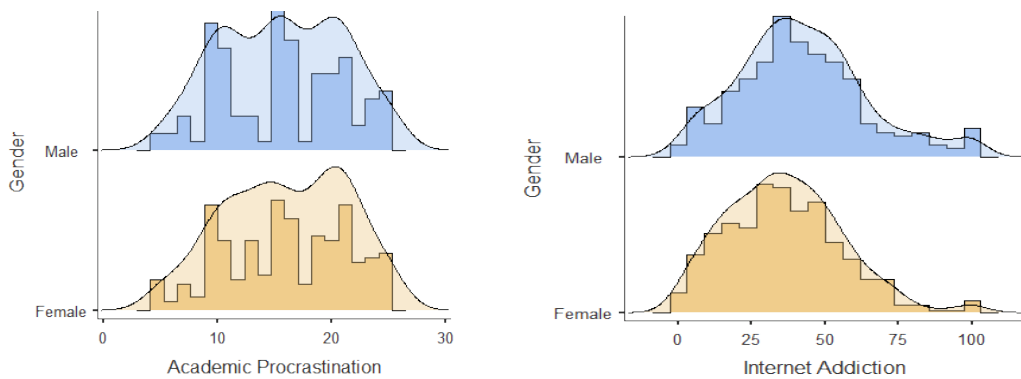 Gender
Male
Female
0 10 20 30
Academic Procrastination
Gender
Male
Female
0 25 50 75 100
Internet Addiction